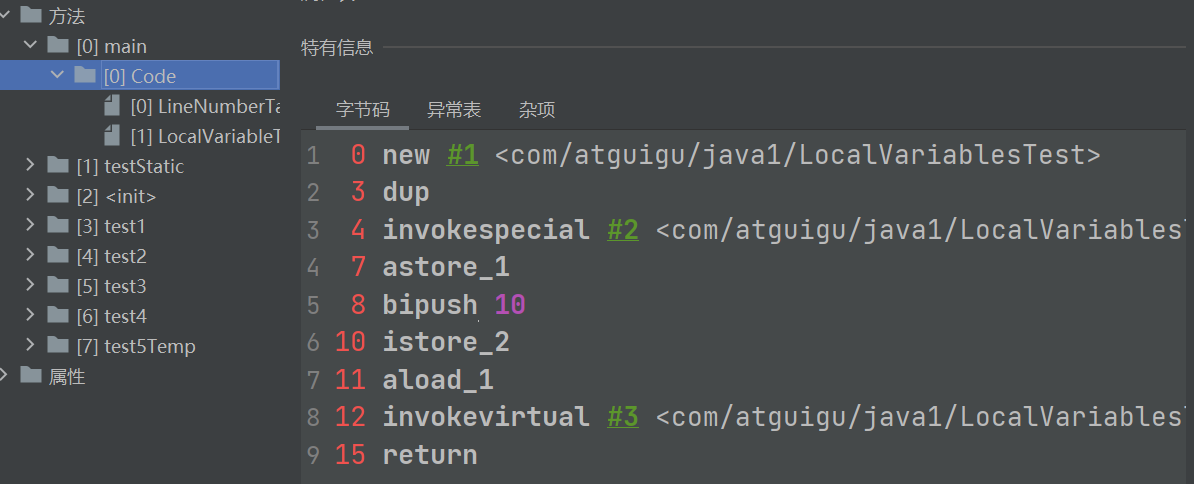 方法
[0] main
[0] Code
[0] LineNumberTa
[1] LocalVariableT
[1] testStatic
[2] <init>
[3] test1
[4] test2
[5] test3
[6] test4
[7] test5Temp
属性
特有信息
字节码 异常表 杂项
1 0 new #1 <com/atguigu/java1/LocalVariablesTest>
2 3 dup
3 4 invokespecial #2 <com/atguigu/java1/LocalVariablesT
4 7 astore_1
5 8 bipush 10
6 10 istore_2
7 11 aload_1
8 12 invokevirtual #3 <com/atguigu/java1/LocalVariablesT
9 15 return